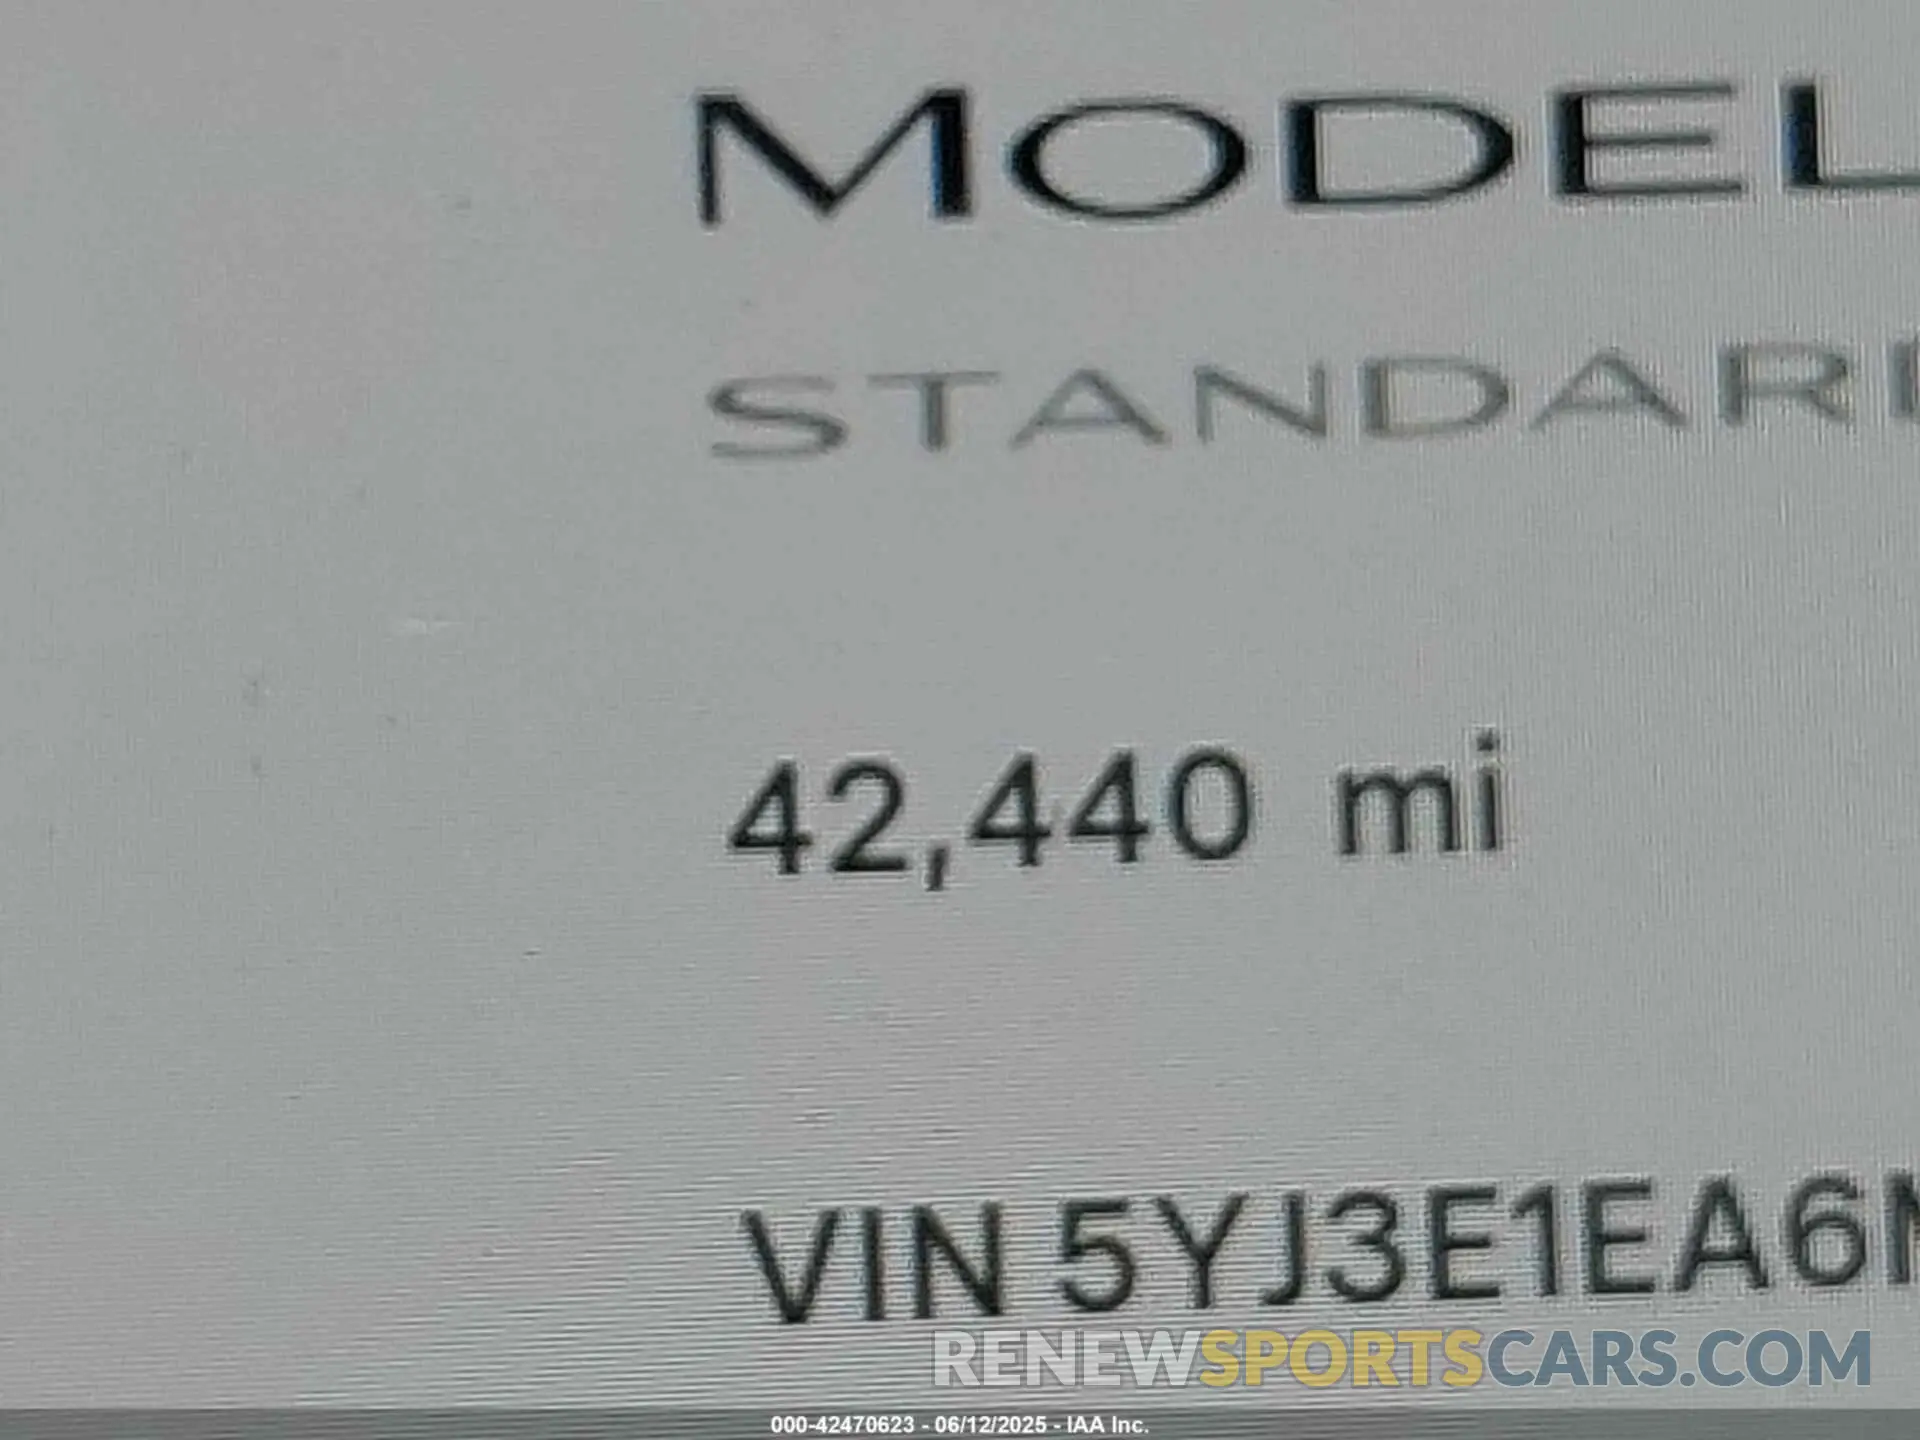 MODEL
STANDAR
42,440 mi
VIN 5YJ3E1EA6
RENEWSPORTSCARS.COM
000-42470623 - 06/12/2025 - IAA Inc.